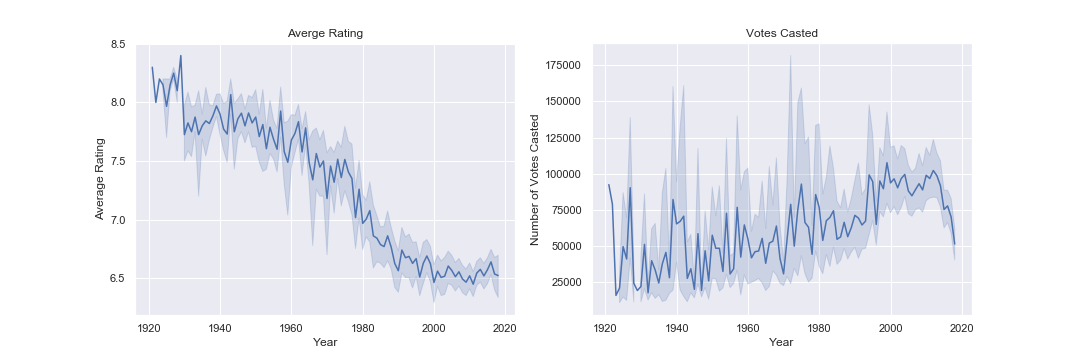 Averge Rating
8.5
8.0
7.5
7.0
6.5
Average Rating
1920 1940 1960 1980 2000 2020
Year
Votes Casted
175000
150000
125000
100000
75000
50000
25000
Number of Votes Casted
1920 1940 1960 1980 2000 2020
Year